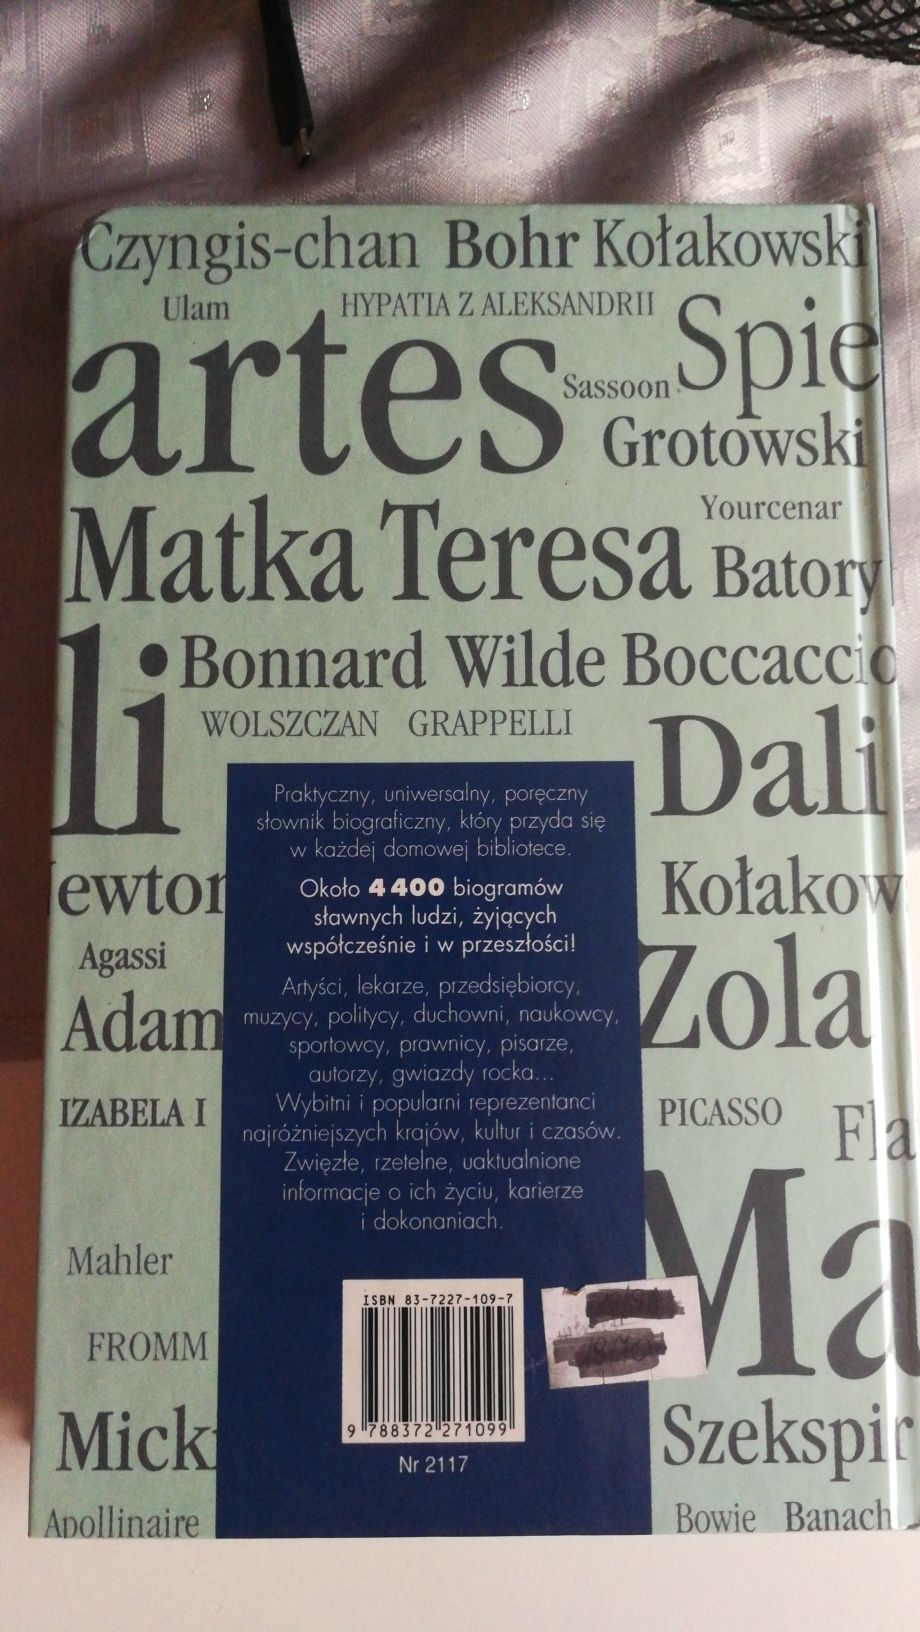 Czyngis-chan Bohr Kołakowski
Ulam HYPATIA Z ALEKSANDRII
artes Sassoon Spie
Grotowski
Matka Teresa Yourcenar
Batory
li Bonnard Wilde Boccaccio
WOLSZCZAN GRAPPELLI
Dali
Praktyczny, uniwersalny, poręczny
słownik biograficzny, który przyda się
w każdej domowej bibliotece.
Około 4 400 biogramów
sławnych ludzi, żyjących
współcześnie i w przeszłości!
Artyści, lekarze, przedsiębiorcy,
muzycy, politycy, duchowni, naukowcy,
sportowcy, prawnicy, pisarze,
autorzy, gwiazdy rocka...
Wybitni i popularni reprezentanci
najróżniejszych krajów, kultur i czasów.
Zwięzłe, rzetelne, uaktualnione
informacje o ich życiu, karierze
i dokonaniach.
ewton
Agassi
Adam
IZABELA I
Mahler
FROMM
Mick
Apollinaire
Kołakow
Zola
PICASSO
Fla
Ma
Szekspir
Bowie Banach
ISBN 83-7227-109-7
9 788372 271099
Nr 2117